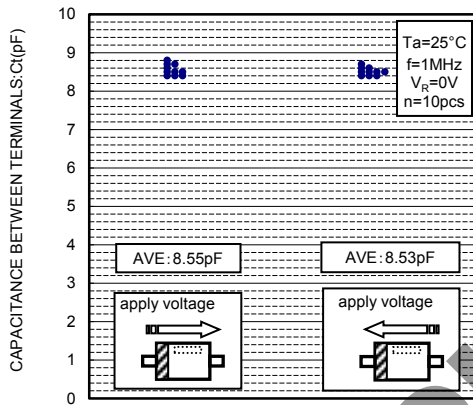 CAPACITANCE BETWEEN TERMINALS:Ct(pF)
10
9
8
7
6
5
4
3
2
1
0
Ta=25°C
f=1MHz
VR=0V
n=10pcs
AVE:8.55pF
AVE:8.53pF
apply voltage
apply voltage